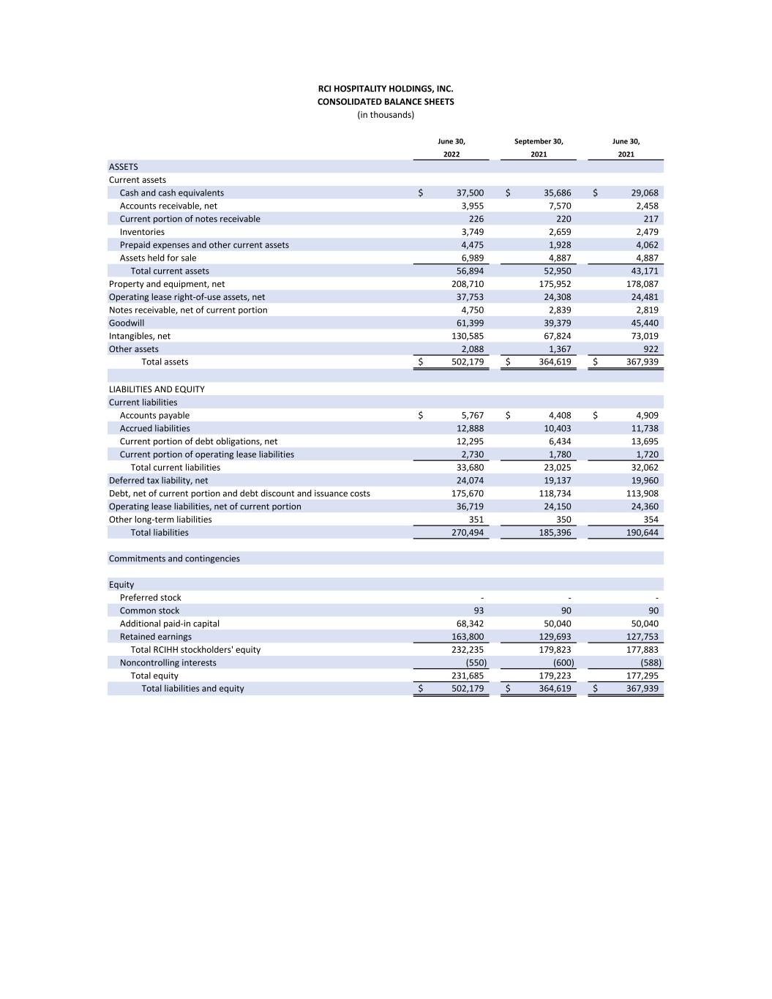 RCI HOSPITALITY HOLDINGS, INC.
CONSOLIDATED BALANCE SHEETS
(in thousands)
June 30, September 30, June 30,
2022 2021 2021
ASSETS
Current assets
Cash and cash equivalents $ 37,500 $ 35,686 $ 29,068
Accounts receivable, net 3,955 7,570 2,458
Current portion of notes receivable 226 220 217
Inventories 3,749 2,659 2,479
Prepaid expenses and other current assets 4,475 1,928 4,062
Assets held for sale 6,989 4,887 4,887
Total current assets 56,894 52,950 43,171
Property and equipment, net 208,710 175,952 178,087
Operating lease right-of-use assets, net 37,753 24,308 24,481
Notes receivable, net of current portion 4,750 2,839 2,819
Goodwill 61,399 39,379 45,440
Intangibles, net 130,585 67,824 73,019
Other assets 2,088 1,367 922
Total assets $ 502,179 $ 364,619 $ 367,939
LIABILITIES AND EQUITY
Current liabilities
Accounts payable $ 5,767 $ 4,408 $ 4,909
Accrued liabilities 12,888 10,403 11,738
Current portion of debt obligations, net 12,295 6,434 13,695
Current portion of operating lease liabilities 2,730 1,780 1,720
Total current liabilities 33,680 23,025 32,062
Deferred tax liability, net 24,074 19,137 19,960
Debt, net of current portion and debt discount and issuance costs 175,670 118,734 113,908
Operating lease liabilities, net of current portion 36,719 24,150 24,360
Other long-term liabilities 351 350 354
Total liabilities 270,494 185,396 190,644
Commitments and contingencies
Equity
Preferred stock - - -
Common stock 93 90 90
Additional paid-in capital 68,342 50,040 50,040
Retained earnings 163,800 129,693 127,753
Total RCIHH stockholders' equity 232,235 179,823 177,883
Noncontrolling interests (550) (600) (588)
Total equity 231,685 179,223 177,295
Total liabilities and equity $ 502,179 $ 364,619 $ 367,939